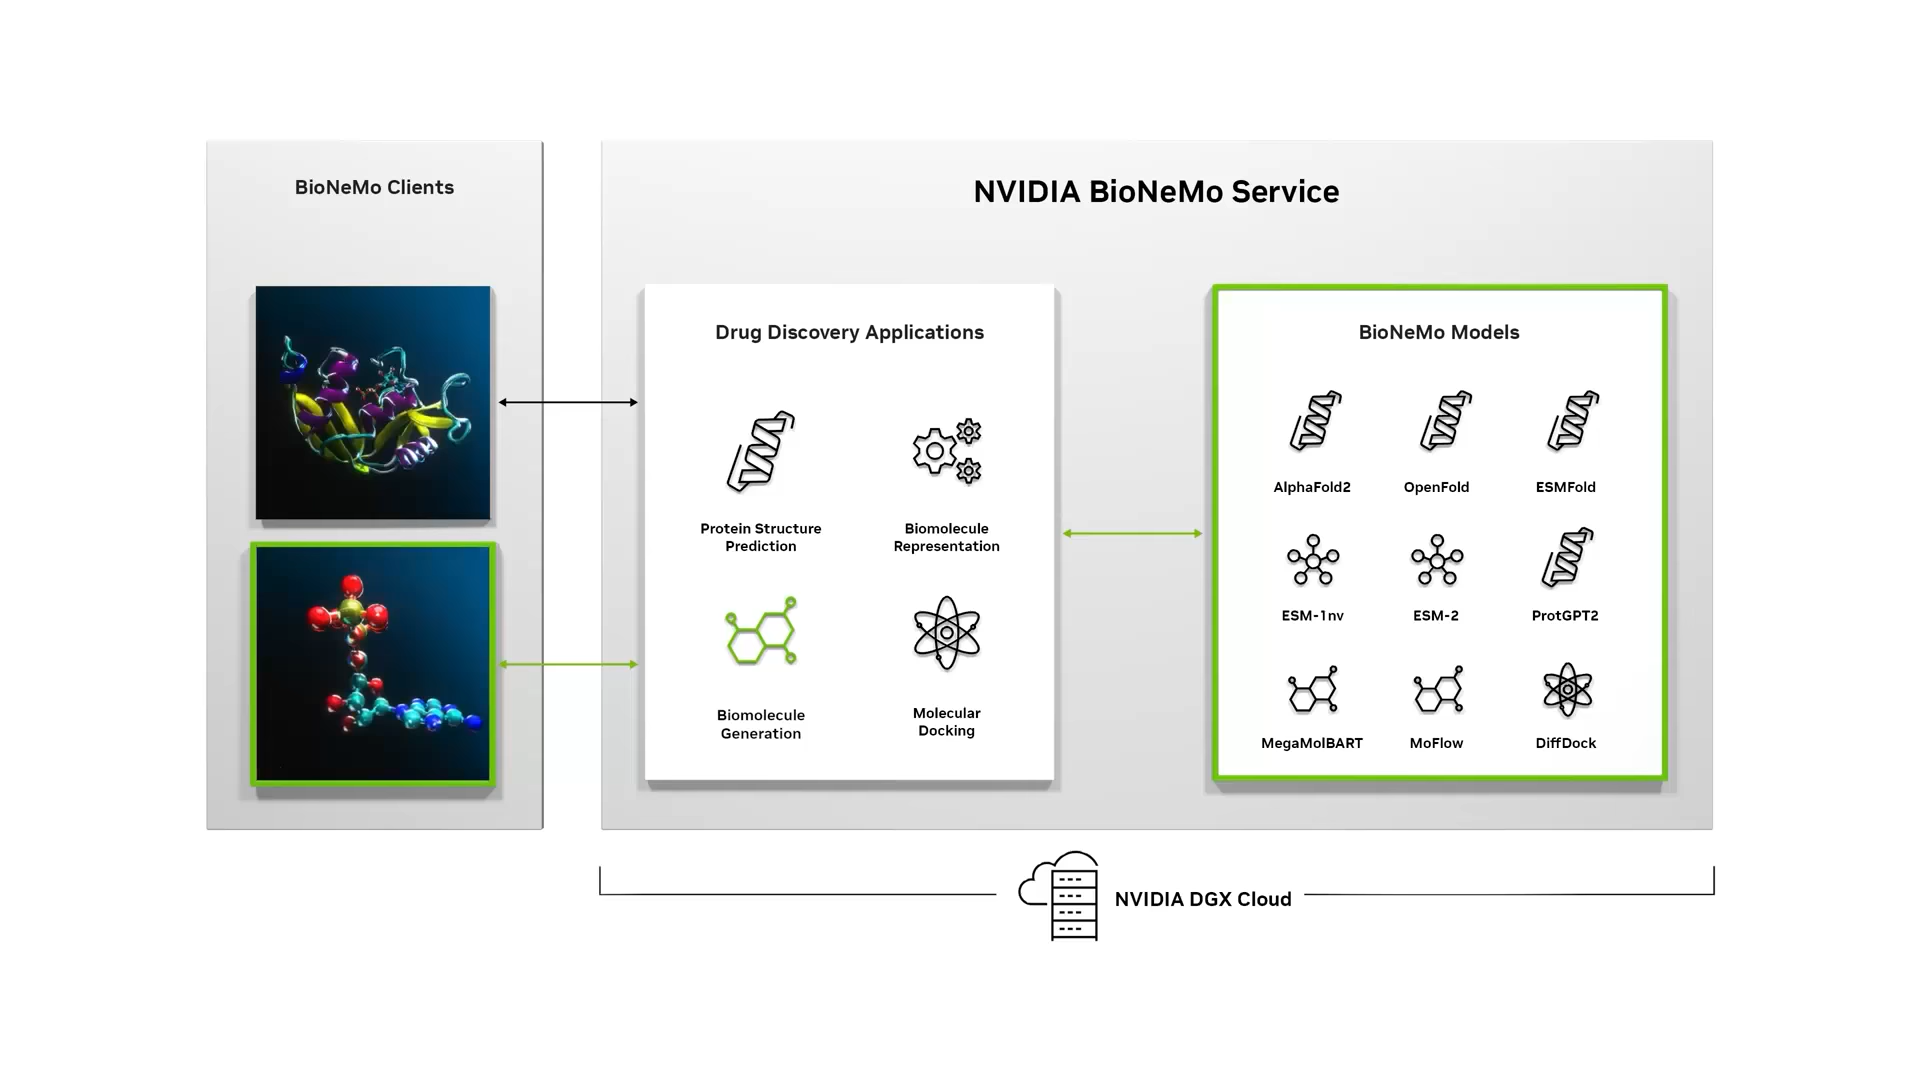 BioNeMo Clients
NVIDIA BioNeMo Service
Drug Discovery Applications
Protein Structure
Prediction
Biomolecule
Representation
Biomolecule
Generation
Molecular
Docking
BioNeMo Models
AlphaFold2
OpenFold
ESMFold
ESM-1nv
ESM-2
ProtGPT2
MegaMolBART
MoFlow
DiffDock
NVIDIA DGX Cloud